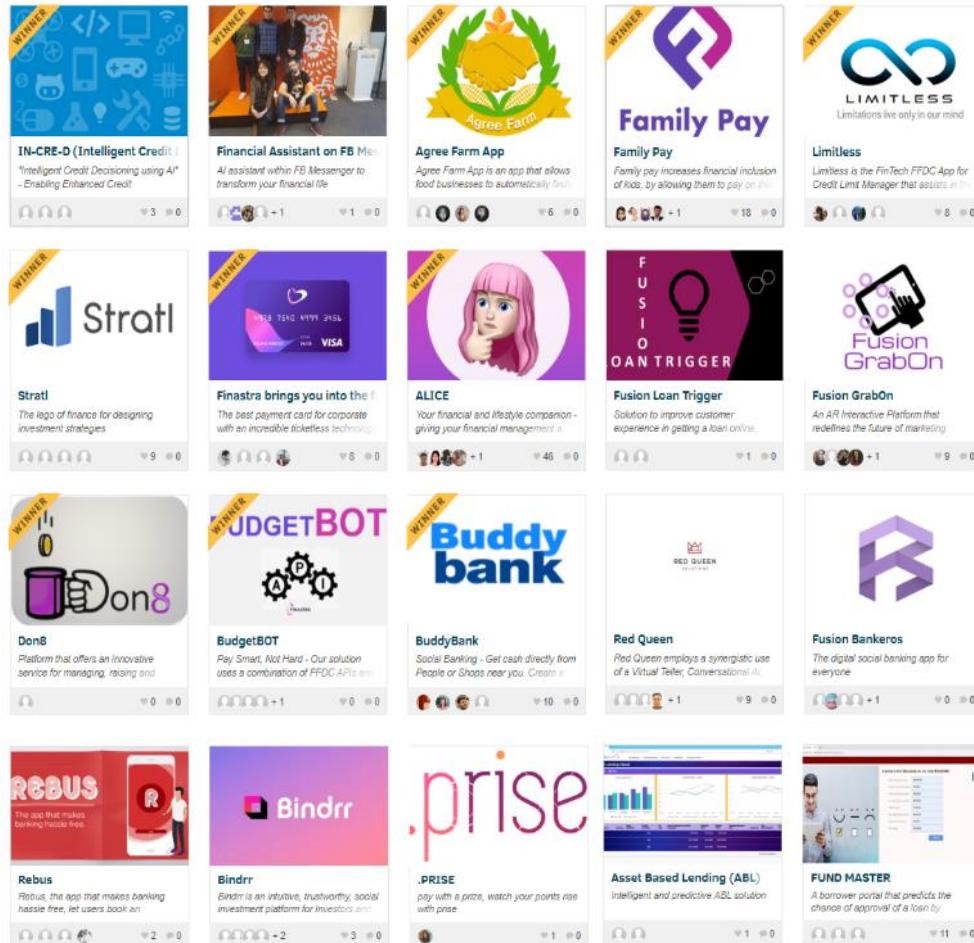 WINNER
IN-CRE-D (Intelligent Credit
"Intelligent Credit Decisioning using AI"
- Enabling Enhanced Credit
3 0
WINNER
Financial Assistant on FB Mes
AI assistant within FB Messenger to
transform your financial life
+ 1 1 0
WINNER
Agree Farm
Agree Farm App
Agree Farm App is an app that allows
food businesses to automatically find
6 0
WINNER
Family Pay
Family Pay
Family pay increases financial inclusion
of kids, by allowing them to pay on
+ 1 18 0
WINNER
LIMITLESS
Limitations live only in our mind
Limitless
Limitless is the FinTech FFDC App for
Credit Limit Manager that assists in
8 0
WINNER
Stratl
Stratl
The lego of finance for designing
investment strategies
9 0
WINNER
VISA
Finastra brings you into the f
The best payment card for corporate
with an incredible ticketless technolog
8 0
WINNER
ALICE
Your financial and lifestyle companion -
giving your financial management a
+ 1 46 0
FUSION
LOAN TRIGGER
Fusion Loan Trigger
Solution to improve customer
experience in getting a loan online,
1 0
Fusion
GrabOn
Fusion GrabOn
An AR Interactive Platform that
redefines the future of marketing
+ 1 9 0
WINNER
Don8
Don8
Platform that offers an innovative
service for managing, raising and
0 0
WINNER
BUDGETBOT
API
FINASTRA
BudgetBOT
Pay Smart, Not Hard - Our solution
uses a combination of FFDC APIs and
+ 1 0 0
WINNER
Buddy
bank
BuddyBank
Social Banking - Get cash directly from
People or Shops near you. Create a
10 0
RED QUEEN
SOLUTIONS
Red Queen
Red Queen employs a synergistic use
of a Virtual Teller, Conversational AI,
+ 1 9 0
Fusion Bankeros
The digital social banking app for
everyone
+ 1 0 0
REBUS
The app that makes
banking hassle free.
R
Rebus
Rebus, the app that makes banking
hassle free, let users book an
2 0
Bindrr
Bindrr
Bindrr is an intuitive, trustworthy, social
investment platform for Investors and
+ 2 3 0
.prise
.PRISE
pay with a prize, watch your points rise
with prise
1 0
Asset Based Lending (ABL)
Intelligent and predictive ABL solution
1 0
FUND MASTER
A borrower portal that predicts the
chance of approval of a loan by
11 0